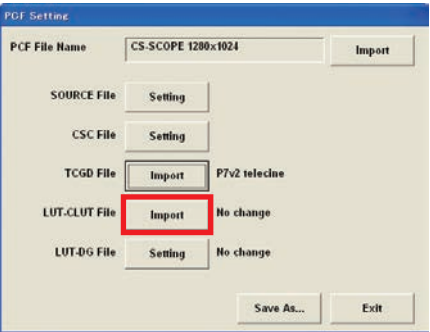 PCF Setting
PCF File Name CS-SCOPE 1280x1024 Import
SOURCE File Setting
CSC File Setting
TCGD File Import P7v2 telecine
LUT-CLUT File Import No change
LUT-DG File Setting No change
Save As... Exit